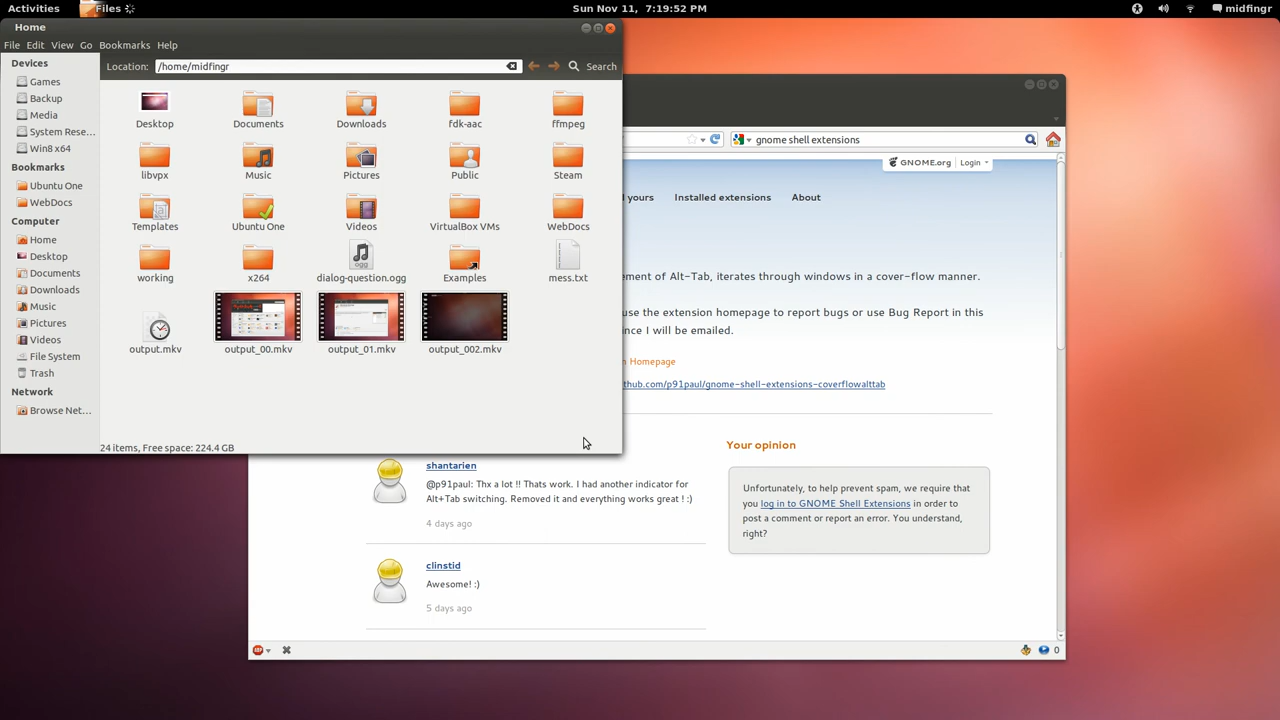 Activities
Files
Sun Nov 11, 7:19:52 PM
midfingr
Home
File Edit View Go Bookmarks Help
Devices
Games
Backup
Media
System Rese...
Win8 x64
Bookmarks
Ubuntu One
WebDocs
Computer
Home
Desktop
Documents
Downloads
Music
Pictures
Videos
File System
Trash
Network
Browse Net...
Location: /home/midfingr
Search
Desktop
Documents
Downloads
fdk-aac
ffmpeg
libvpx
Music
Pictures
Public
Steam
Templates
Ubuntu One
Videos
VirtualBox VMs
WebDocs
working
x264
dialog-question.ogg
Examples
mess.txt
output.mkv
output_00.mkv
output_01.mkv
output_002.mkv
24 items, Free space: 224.4 GB
gnome shell extensions
GNOME.org
Login
d yours
Installed extensions
About
ement of Alt-Tab, iterates through windows in a cover-flow manner.
use the extension homepage to report bugs or use Bug Report in this
ince I will be emailed.
n Homepage
thub.com/p91paul/gnome-shell-extensions-coverflowalttab
shantarien
@p91paul: Thx a lot !! Thats work. I had another indicator for
Alt+Tab switching. Removed it and everything works great ! :)
4 days ago
clinstid
Awesome! :)
5 days ago
Your opinion
Unfortunately, to help prevent spam, we require that
you log in to GNOME Shell Extensions in order to
post a comment or report an error. You understand,
right?
0